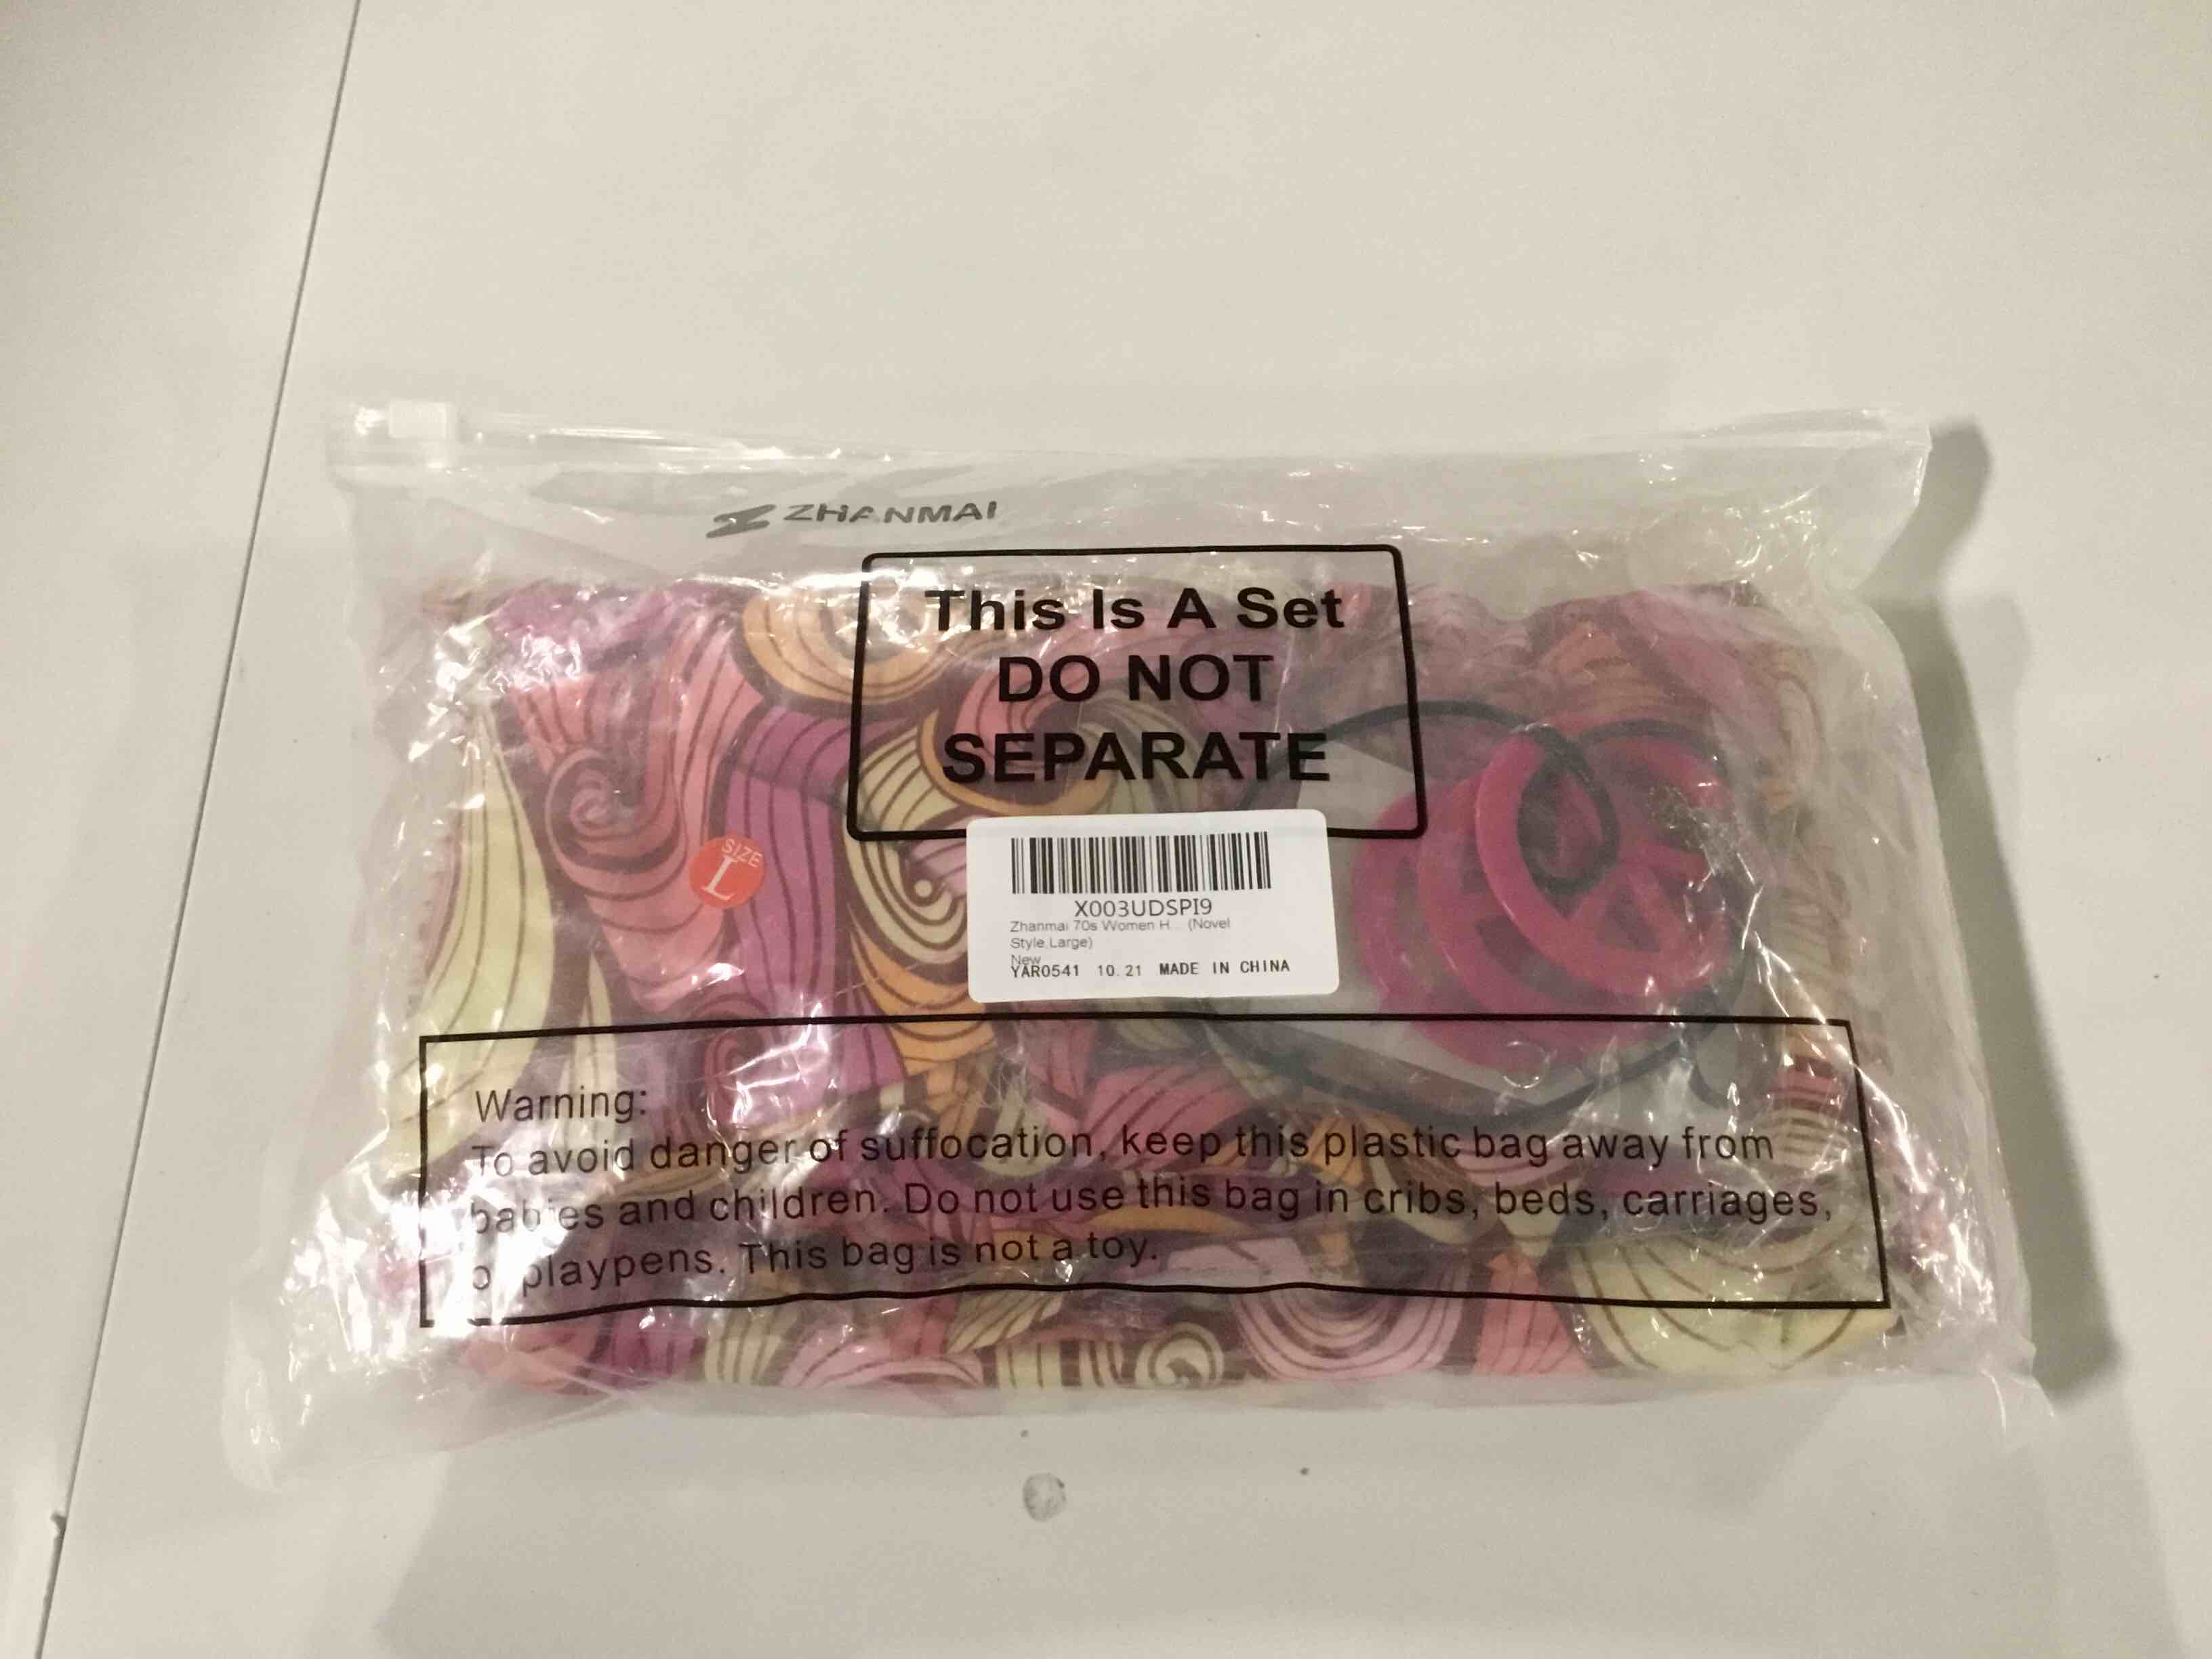 ZHANMAI
This Is A Set
DO NOT
SEPARATE
SIZE
L
X003UDSPI9
Zhanmai 70s Women H... (Novel
Style,Large)
New
YAR0541 10.21 MADE IN CHINA
Warning:
To avoid danger of suffocation, keep this plastic bag away from
babies and children. Do not use this bag in cribs, beds, carriages,
or playpens. This bag is not a toy.